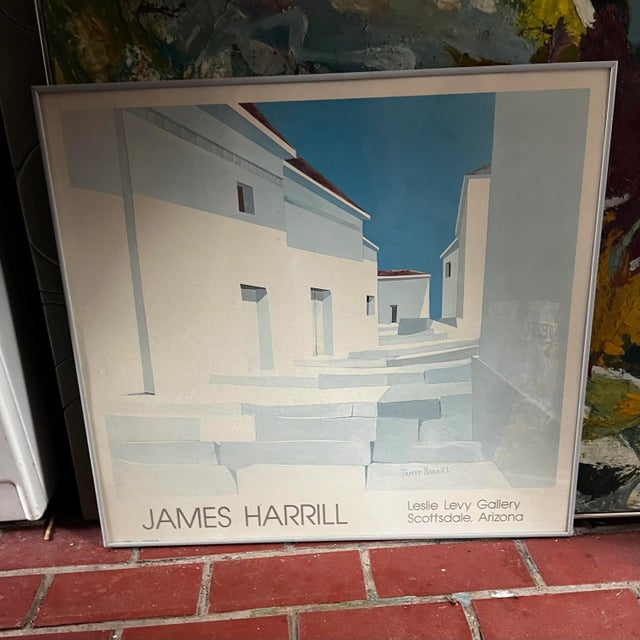 James Harrill
JAMES HARRILL
Leslie Levy Gallery
Scottsdale, Arizona